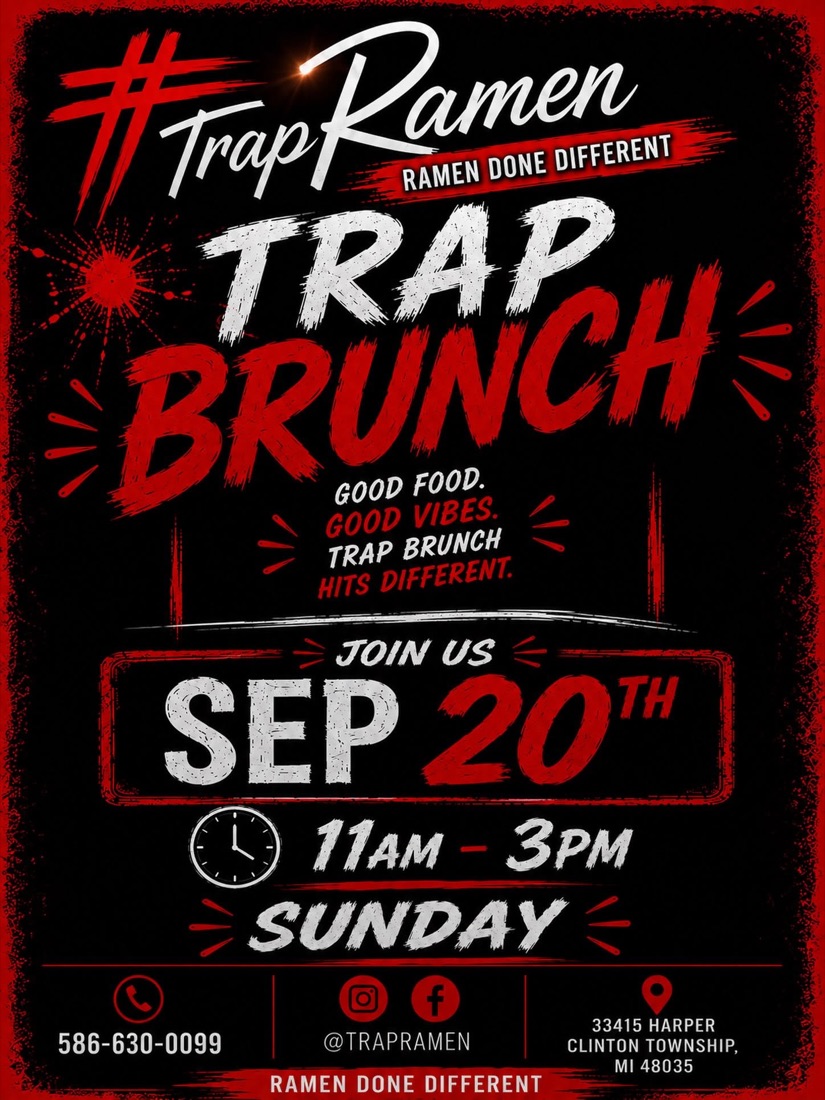 #TrapRamen
RAMEN DONE DIFFERENT
TRAP
BRUNCH
GOOD FOOD.
GOOD VIBES.
TRAP BRUNCH
HITS DIFFERENT.
JOIN US
SEP 20TH
11AM - 3PM
SUNDAY
586-630-0099
@TRAPRAMEN
33415 HARPER
CLINTON TOWNSHIP,
MI 48035
RAMEN DONE DIFFERENT